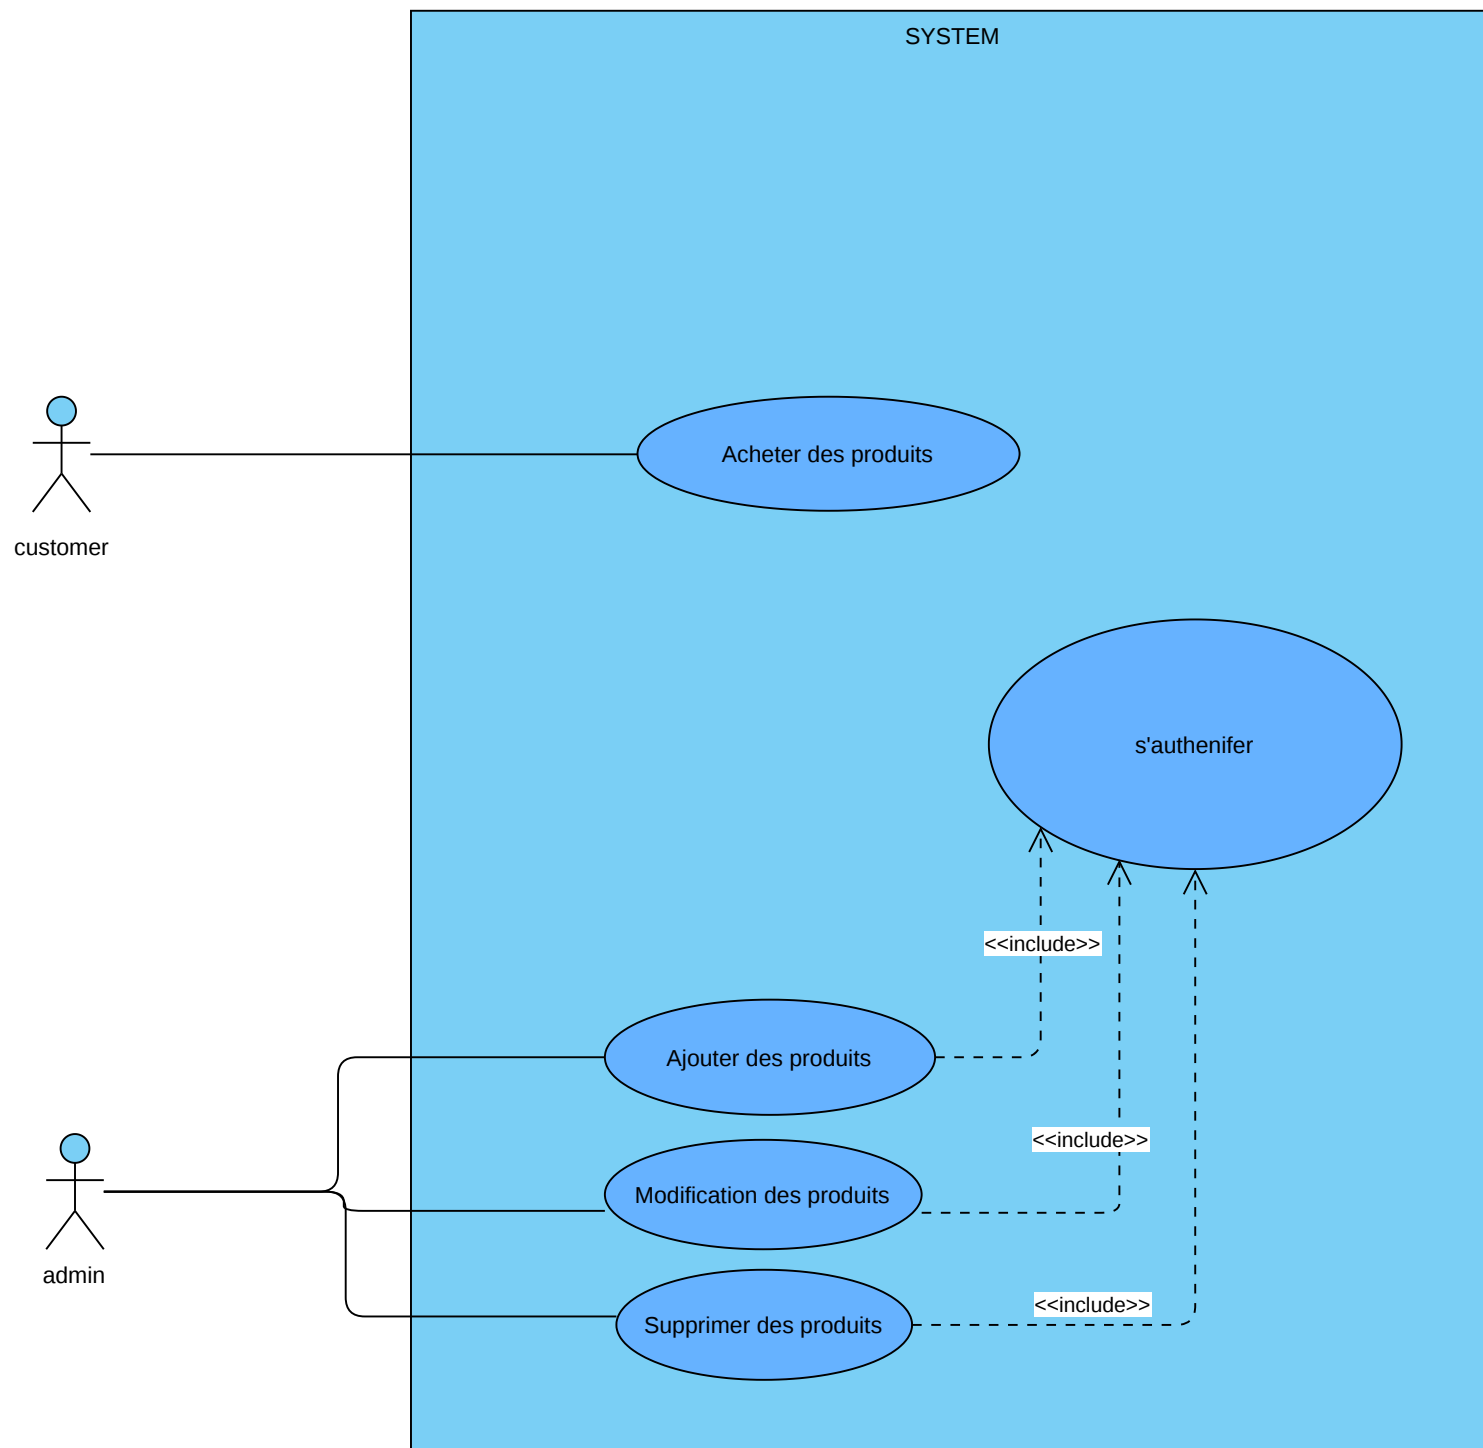 SYSTEM
Acheter des produits
customer
s'authenifer
<<include>>
Ajouter des produits
<<include>>
Modification des produits
admin
<<include>>
Supprimer des produits